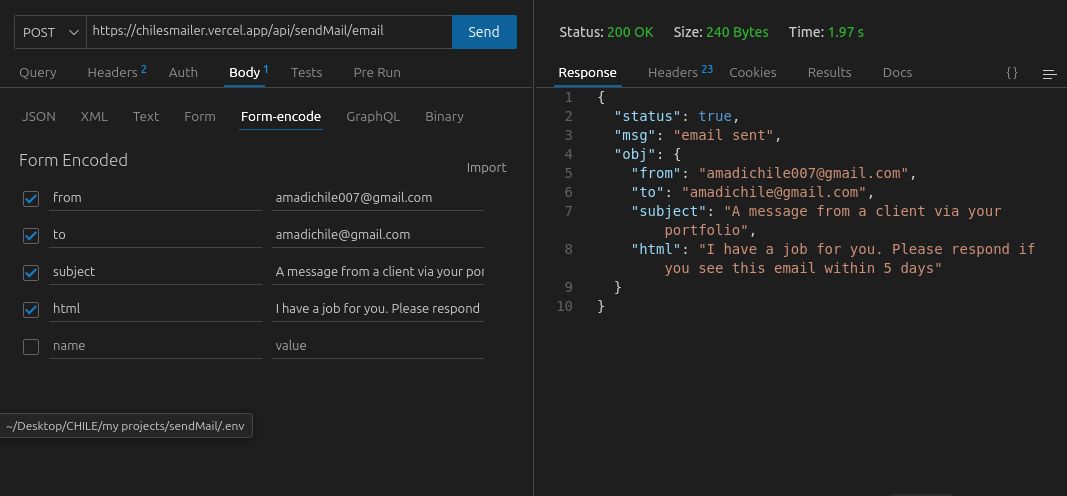 POST
https://chilesmailer.vercel.app/api/sendMail/email
Send
Query
Headers 2
Auth
Body 1
Tests
Pre Run
JSON
XML
Text
Form
Form-encode
GraphQL
Binary
Form Encoded
Import
from
amadichile007@gmail.com
to
amadichile@gmail.com
subject
A message from a client via your por
html
I have a job for you. Please respond
name
value
~/Desktop/CHILE/my projects/sendMail/.env
Status: 200 OK Size: 240 Bytes Time: 1.97 s
Response
Headers 23
Cookies
Results
Docs
{ }
1 {
2 "status": true,
3 "msg": "email sent",
4 "obj": {
5 "from": "amadichile007@gmail.com",
6 "to": "amadichile@gmail.com",
7 "subject": "A message from a client via your
portfolio",
8 "html": "I have a job for you. Please respond if
you see this email within 5 days"
9 }
10 }